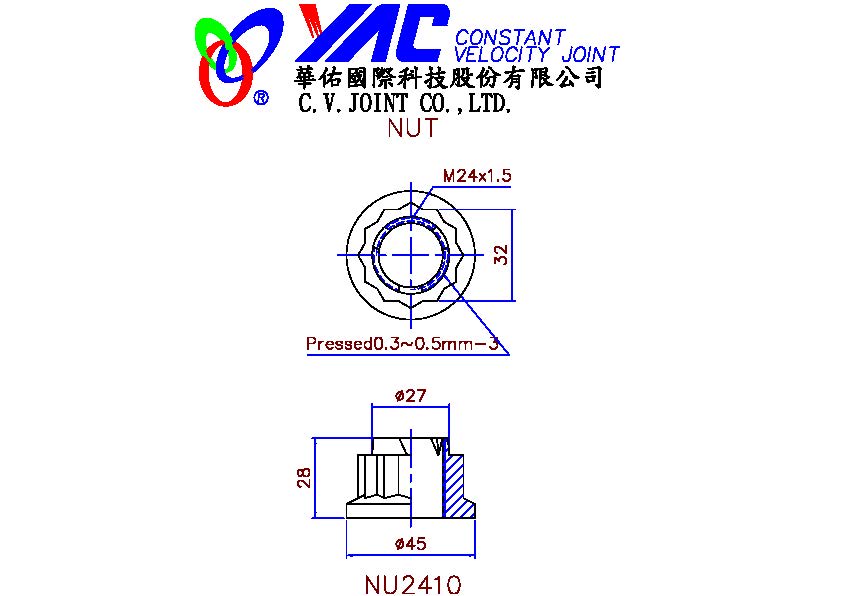 YAC CONSTANT
VELOCITY JOINT
華佑國際科技股份有限公司
®
C.V.JOINT CO.,LTD.
NUT
M24x1.5
32
Pressed0.3~0.5mm-3
ø27
28
ø45
NU2410